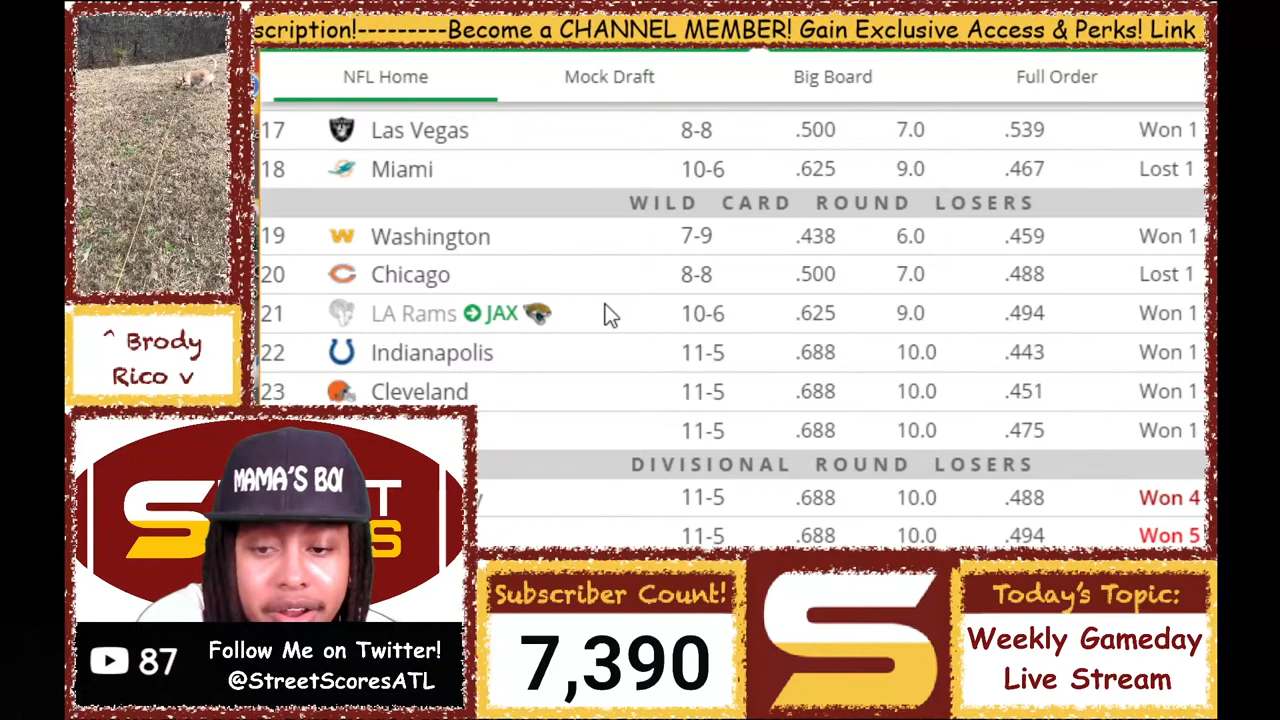 scription!---------Become a CHANNEL MEMBER! Gain Exclusive Access & Perks! Link
NFL Home Mock Draft Big Board Full Order
17 Las Vegas 8-8 .500 7.0 .539 Won 1
18 Miami 10-6 .625 9.0 .467 Lost 1
WILD CARD ROUND LOSERS
19 Washington 7-9 .438 6.0 .459 Won 1
20 Chicago 8-8 .500 7.0 .488 Lost 1
21 LA Rams JAX 10-6 .625 9.0 .494 Won 1
22 Indianapolis 11-5 .688 10.0 .443 Won 1
23 Cleveland 11-5 .688 10.0 .451 Won 1
11-5 .688 10.0 .475 Won 1
DIVISIONAL ROUND LOSERS
11-5 .688 10.0 .488 Won 4
11-5 .688 10.0 .494 Won 5
^ Brody
Rico v
MAMA'S BOI
87
Follow Me on Twitter!
@StreetScoresATL
Subscriber Count!
7,390
S
Today's Topic:
Weekly Gameday
Live Stream